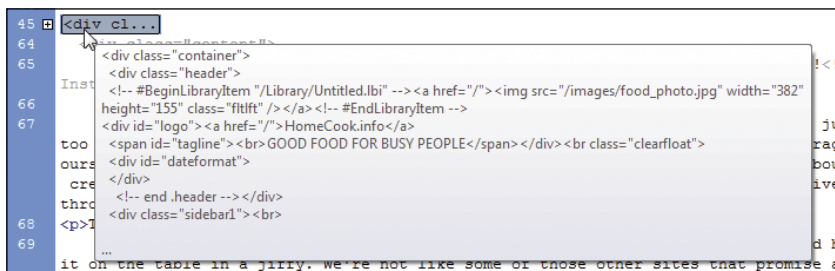 45 <div cl...
64
65 !<
Inst
<div class="container">
<div class="header">
<!-- #BeginLibraryItem "/Library/Untitled.lbi" --><a href="/"><img src="/images/food_photo.jpg" width="382"
height="155" class="fltlft" /></a><!-- #EndLibraryItem -->
<div id="logo"><a href="/">HomeCook.info</a>
<span id="tagline"><br>GOOD FOOD FOR BUSY PEOPLE</span></div><br class="clearfloat">
<div id="dateformat">
</div>
<!-- end .header --></div>
<div class="sidebar1"><br>
...
66
67 ju
too rag
ours bou
cre ive
thro
68 <p>T
69 d h
it on the table in a jiffy. We're not like some of those other sites that promise a